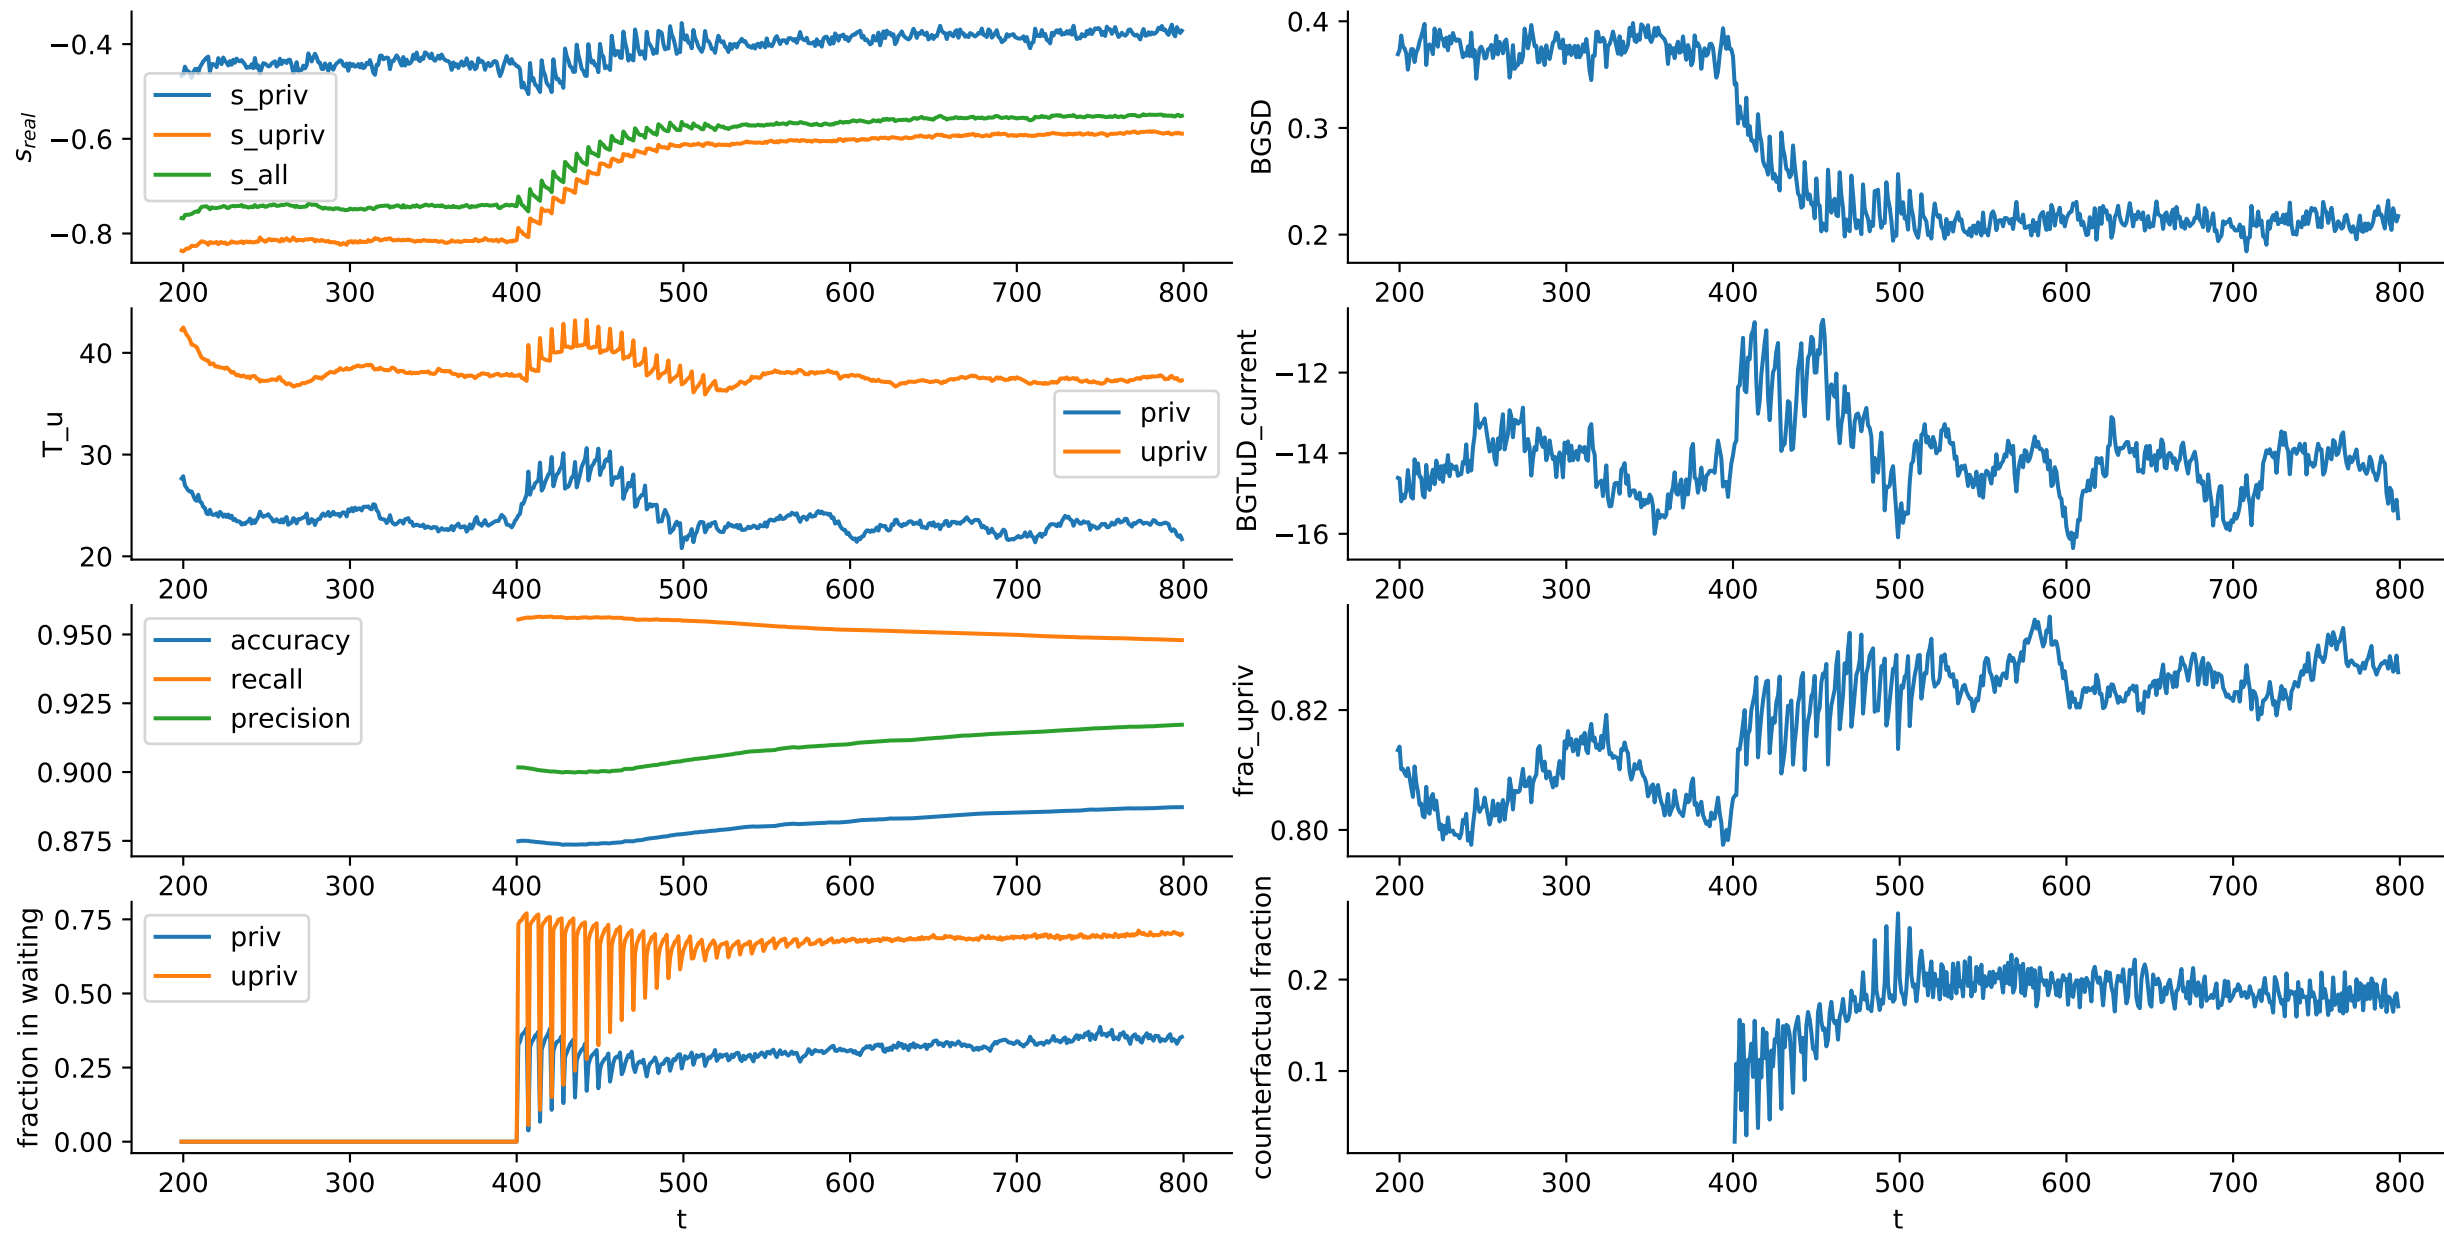 −0.4
−0.6
−0.8
s_real
s_priv
s_upriv
s_all
200 300 400 500 600 700 800
0.4
0.3
0.2
BGSD
200 300 400 500 600 700 800
40
30
20
T_u
priv
upriv
200 300 400 500 600 700 800
−12
−14
−16
BGTuD_current
200 300 400 500 600 700 800
0.950
0.925
0.900
0.875
accuracy
recall
precision
200 300 400 500 600 700 800
0.82
0.80
frac_upriv
200 300 400 500 600 700 800
0.75
0.50
0.25
0.00
fraction in waiting
priv
upriv
200 300 400 500 600 700 800
t
0.2
0.1
counterfactual fraction
200 300 400 500 600 700 800
t